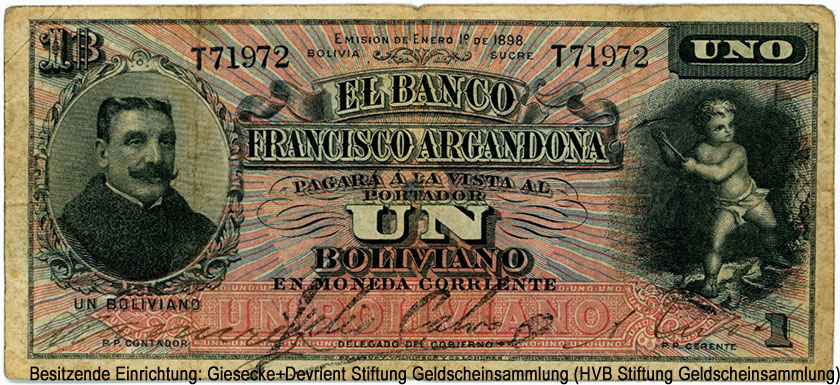 1B
EMISION DE ENERO 1º DE 1898
BOLIVIA SUCRE
T71972 T71972
UNO
EL BANCO
FRANCISCO ARGANDOÑA
PAGARÁ Á LA VISTA AL
PORTADOR
UN
BOLIVIANO
EN MONEDA CORRIENTE
UN BOLIVIANO
UN BOLIVIANO
1
P.P. CONTADOR
DELEGADO DEL GOBIERNO
P.P. GERENTE
Besitzende Einrichtung: Giesecke+Devrient Stiftung Geldscheinsammlung (HVB Stiftung Geldscheinsammlung)